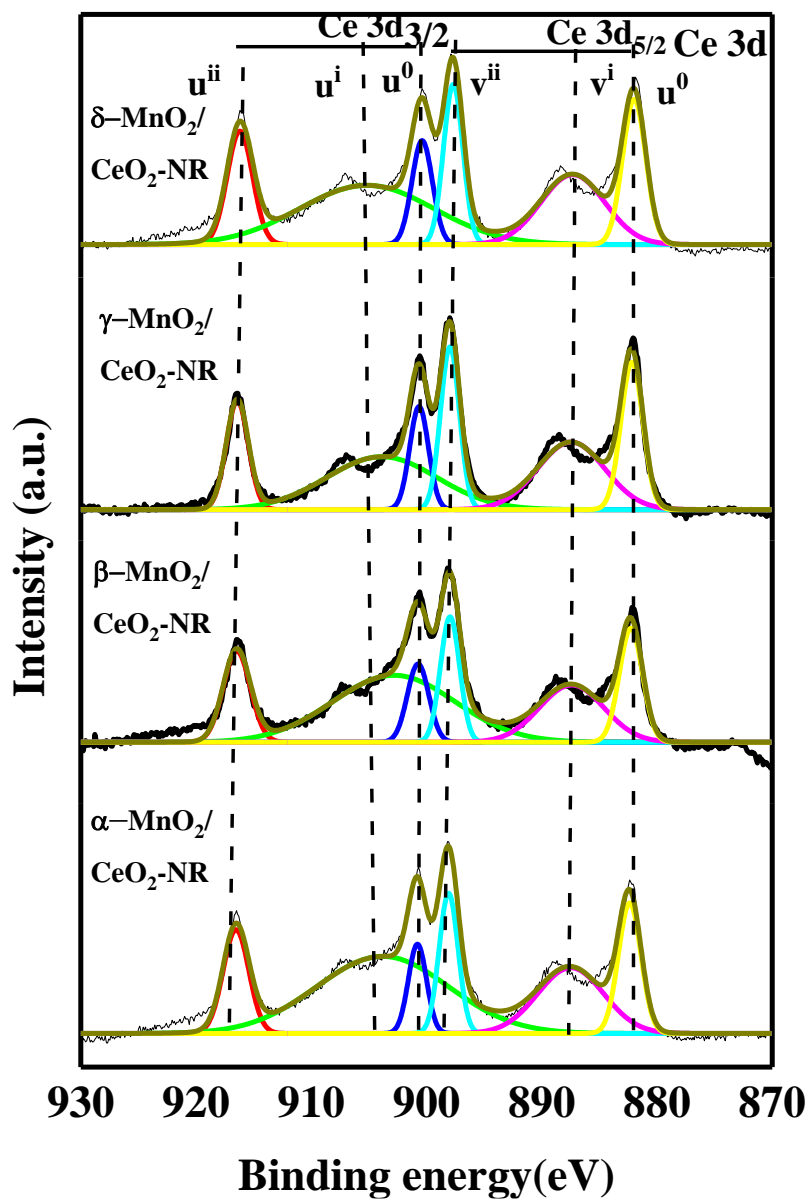 Ce 3d3/2 Ce 3d5/2 Ce 3d
uii ui u0 vii vi u0
δ–MnO2/
CeO2-NR
γ–MnO2/
CeO2-NR
β–MnO2/
CeO2-NR
α–MnO2/
CeO2-NR
Intensity (a.u.)
930 920 910 900 890 880 870
Binding energy(eV)